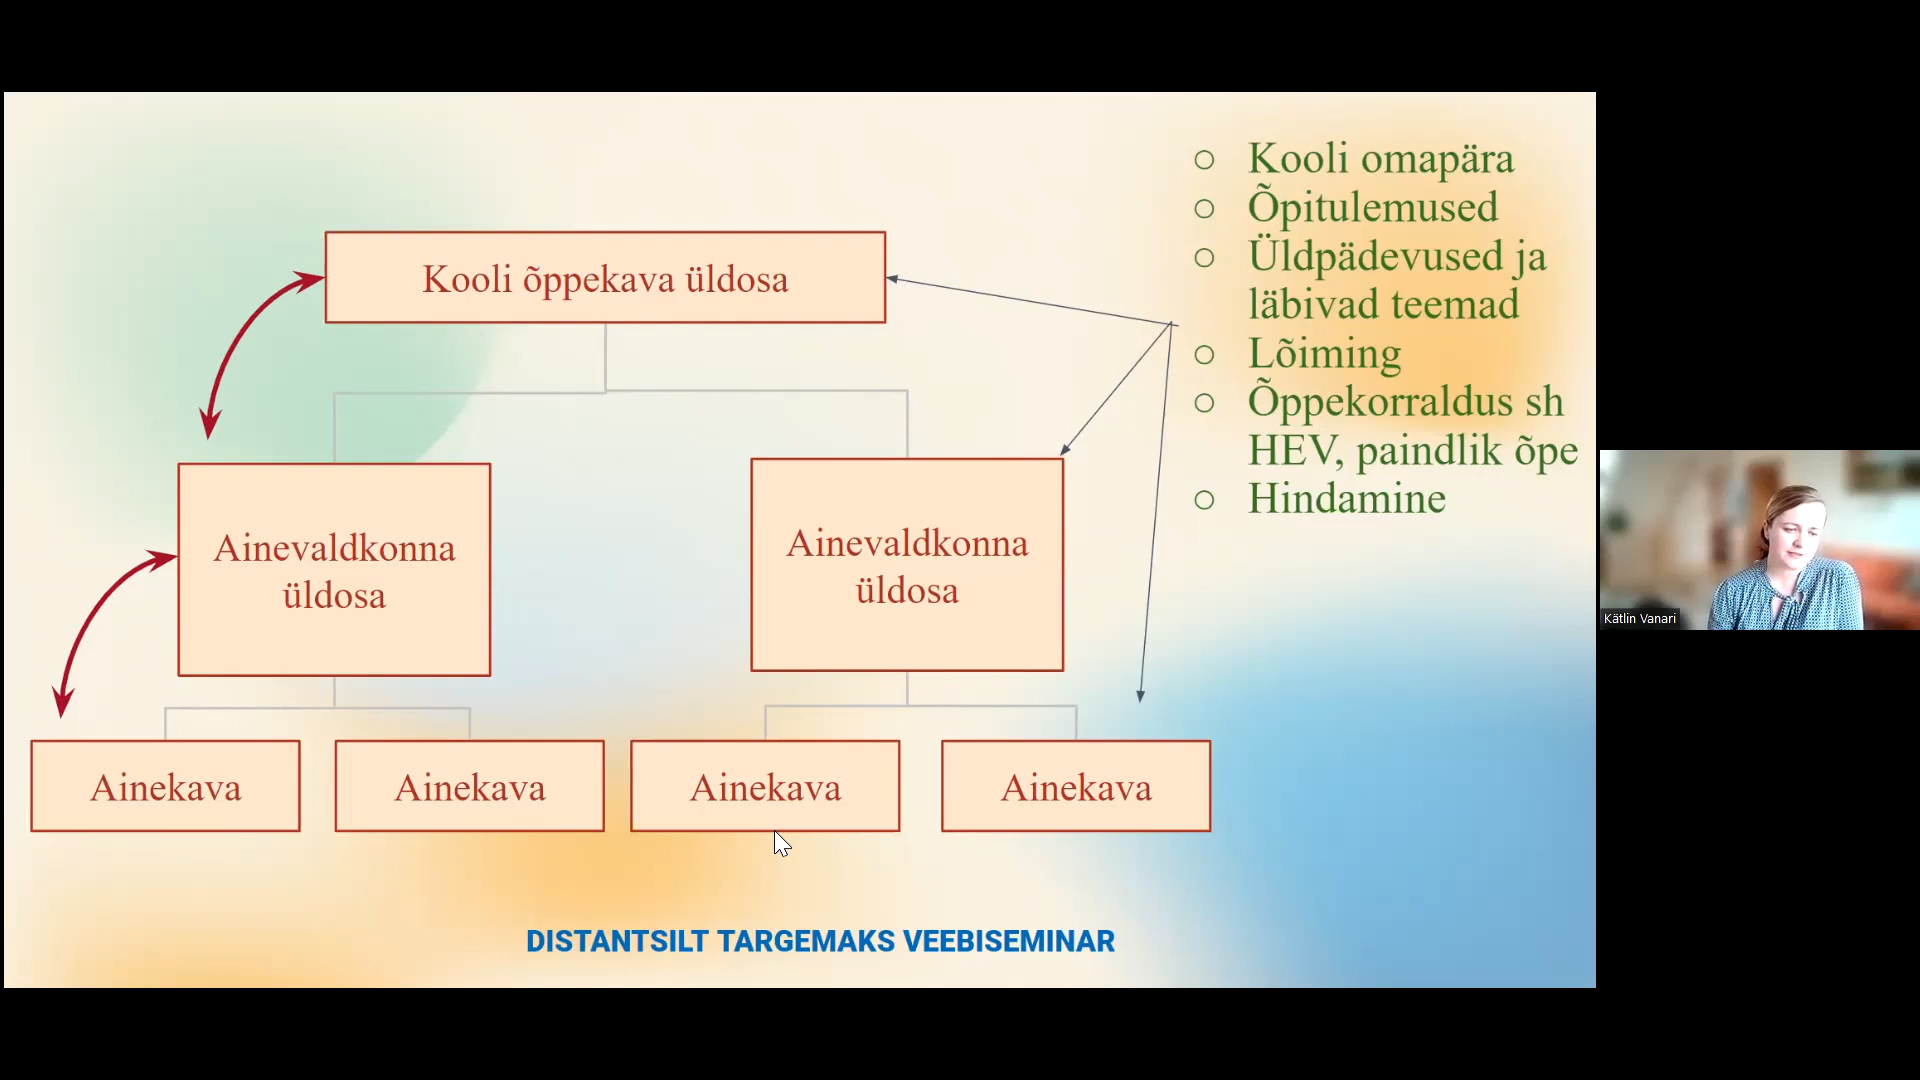 Kooli omapära
Õpitulemused
Üldpädevused ja
läbivad teemad
Lõiming
Õppekorraldus sh
HEV, paindlik õpe
Hindamine
Kooli õppekava üldosa
Ainevaldkonna
üldosa
Ainevaldkonna
üldosa
Ainekava
Ainekava
Ainekava
Ainekava
DISTANTSILT TARGEMAKS VEEBISEMINAR
Kätlin Vanari